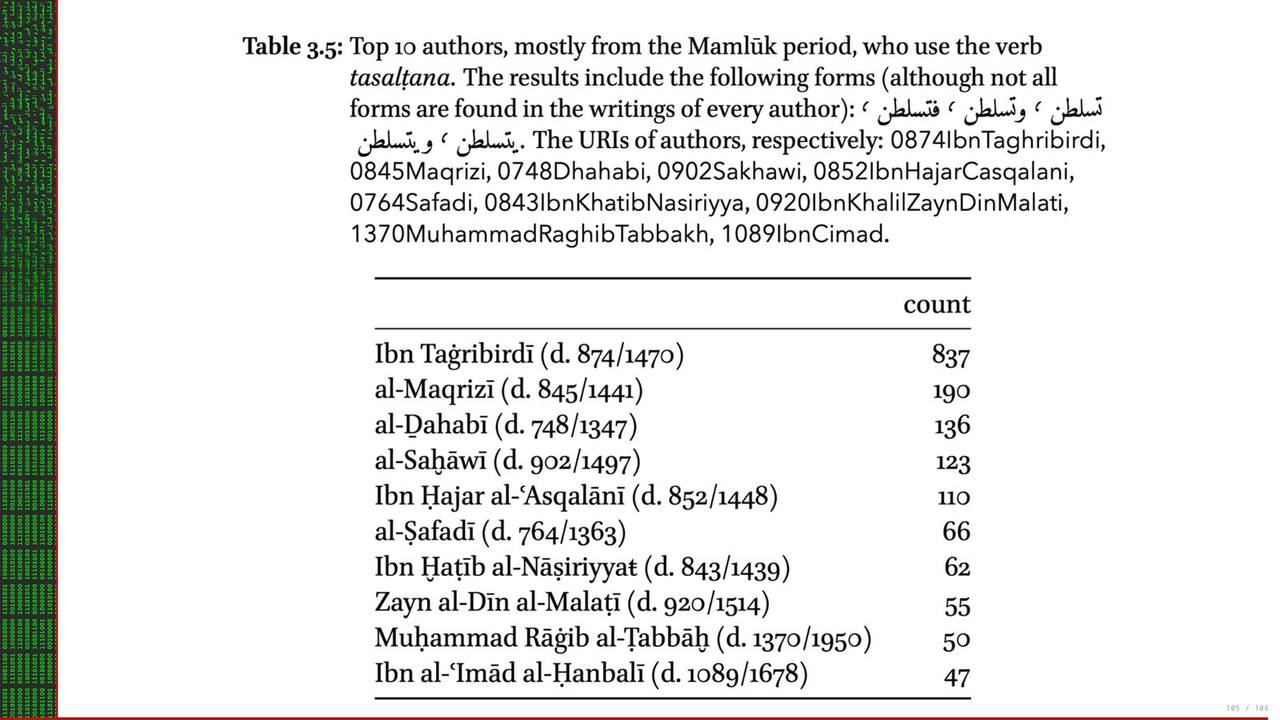 Table 3.5: Top 10 authors, mostly from the Mamlūk period, who use the verb
tasalṭana. The results include the following forms (although not all
forms are found in the writings of every author): تسلطن ، وتسلطن ، فتسلطن ،
يتسلطن ، ويتسلطن. The URIs of authors, respectively: 0874IbnTaghribirdi,
0845Maqrizi, 0748Dhahabi, 0902Sakhawi, 0852IbnHajarCasqalani,
0764Safadi, 0843IbnKhatibNasiriyya, 0920IbnKhalilZaynDinMalati,
1370MuhammadRaghibTabbakh, 1089IbnCimad.
count
Ibn Taġribirdī (d. 874/1470) 837
al-Maqrizī (d. 845/1441) 190
al-Ḏahabī (d. 748/1347) 136
al-Saḫāwī (d. 902/1497) 123
Ibn Ḥajar al-ʿAsqalānī (d. 852/1448) 110
al-Ṣafadī (d. 764/1363) 66
Ibn Ḫaṭīb al-Nāṣiriyyaŧ (d. 843/1439) 62
Zayn al-Dīn al-Malaṭī (d. 920/1514) 55
Muḥammad Rāġib al-Ṭabbāḫ (d. 1370/1950) 50
Ibn al-ʿImād al-Ḥanbalī (d. 1089/1678) 47
105 / 106